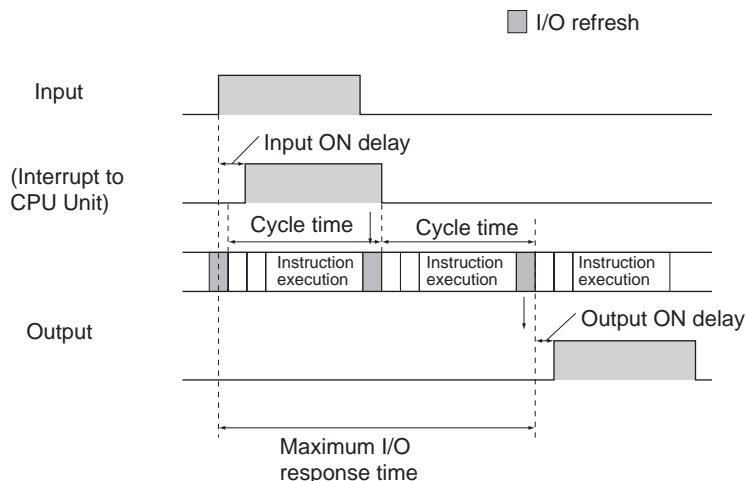 I/O refresh
Input
Input ON delay
(Interrupt to
CPU Unit)
Cycle time
Cycle time
Instruction
execution
Instruction
execution
Instruction
execution
Output
Output ON delay
Maximum I/O
response time